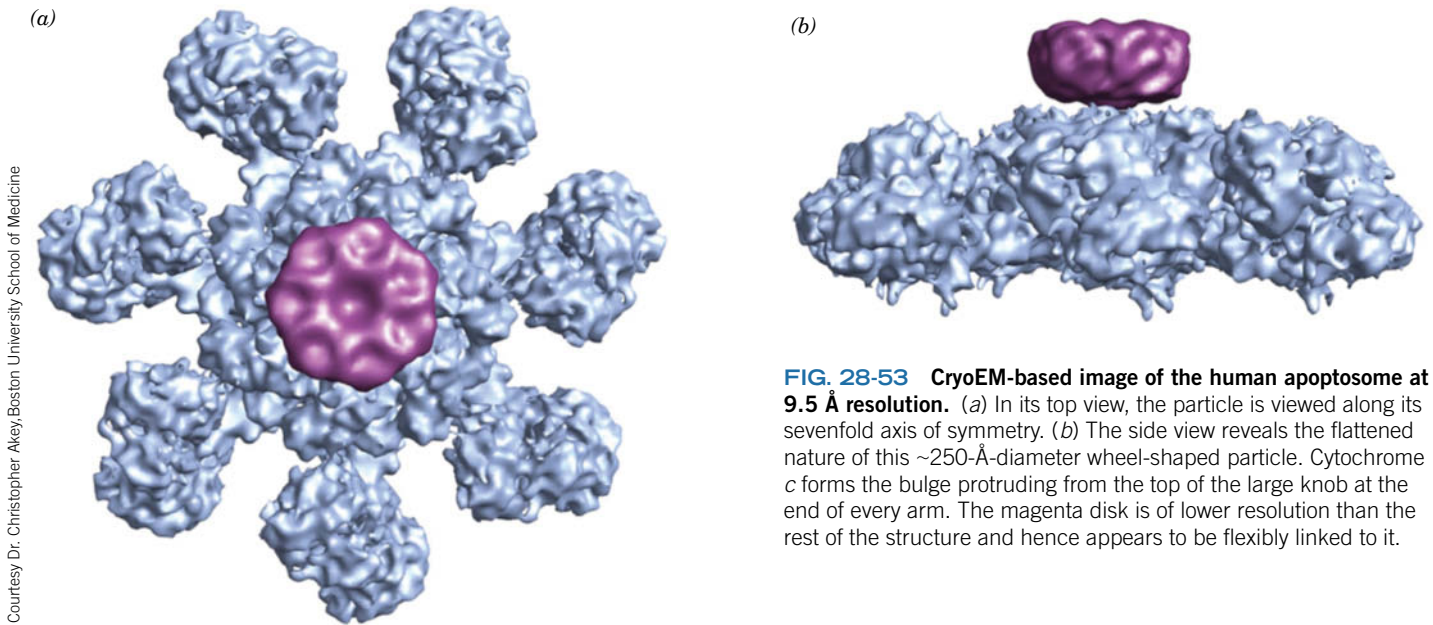 (a)
(b)
Courtesy Dr. Christopher Akey, Boston University School of Medicine
FIG. 28-53 CryoEM-based image of the human apoptosome at
9.5 Å resolution. (a) In its top view, the particle is viewed along its
sevenfold axis of symmetry. (b) The side view reveals the flattened
nature of this ~250-Å-diameter wheel-shaped particle. Cytochrome
c forms the bulge protruding from the top of the large knob at the
end of every arm. The magenta disk is of lower resolution than the
rest of the structure and hence appears to be flexibly linked to it.